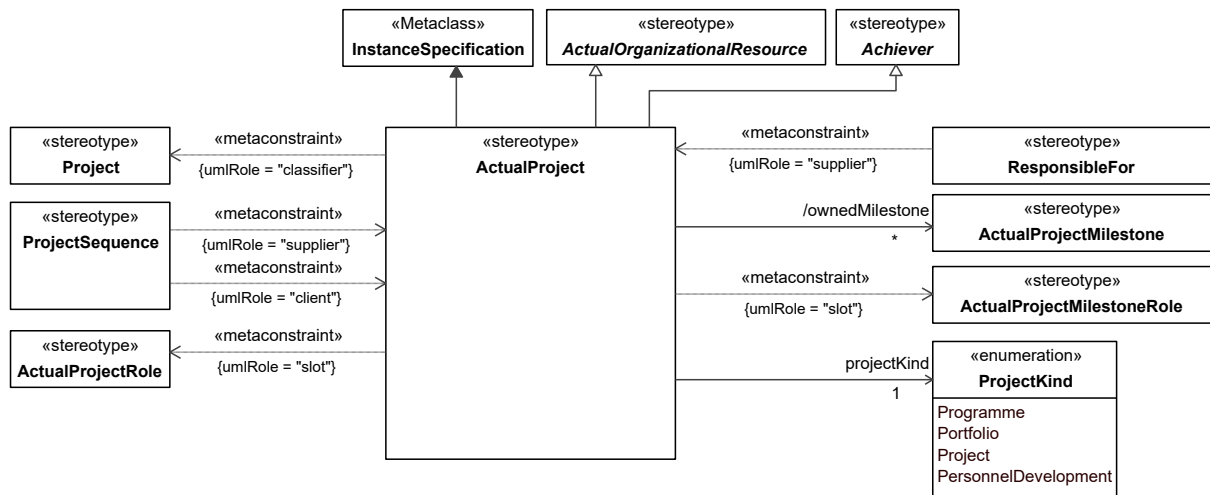 «Metaclass»
InstanceSpecification
«stereotype»
ActualOrganizationalResource
«stereotype»
Achiever
«stereotype»
Project
«metaconstraint»
{umlRole = "classifier"}
«stereotype»
ActualProject
«metaconstraint»
{umlRole = "supplier"}
«stereotype»
ResponsibleFor
«stereotype»
ProjectSequence
«metaconstraint»
{umlRole = "supplier"}
«metaconstraint»
{umlRole = "client"}
/ownedMilestone
*
«stereotype»
ActualProjectMilestone
«metaconstraint»
{umlRole = "slot"}
«stereotype»
ActualProjectMilestoneRole
«stereotype»
ActualProjectRole
«metaconstraint»
{umlRole = "slot"}
projectKind
1
«enumeration»
ProjectKind
Programme
Portfolio
Project
PersonnelDevelopment